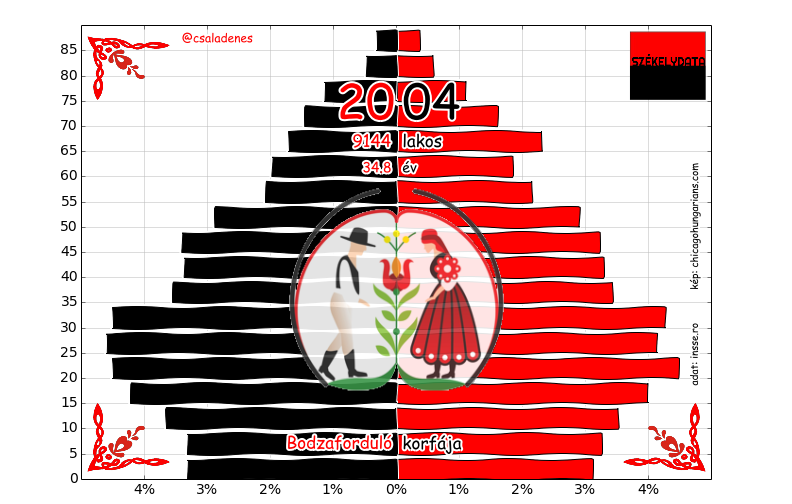 @csaladenes
SZÉKELYDATA
2004
9144 lakos
34.8 év
Bodzaforduló korfája
kép: chicagohungarians.com
adat: insse.ro
85
80
75
70
65
60
55
50
45
40
35
30
25
20
15
10
5
0
4% 3% 2% 1% 0% 1% 2% 3% 4%